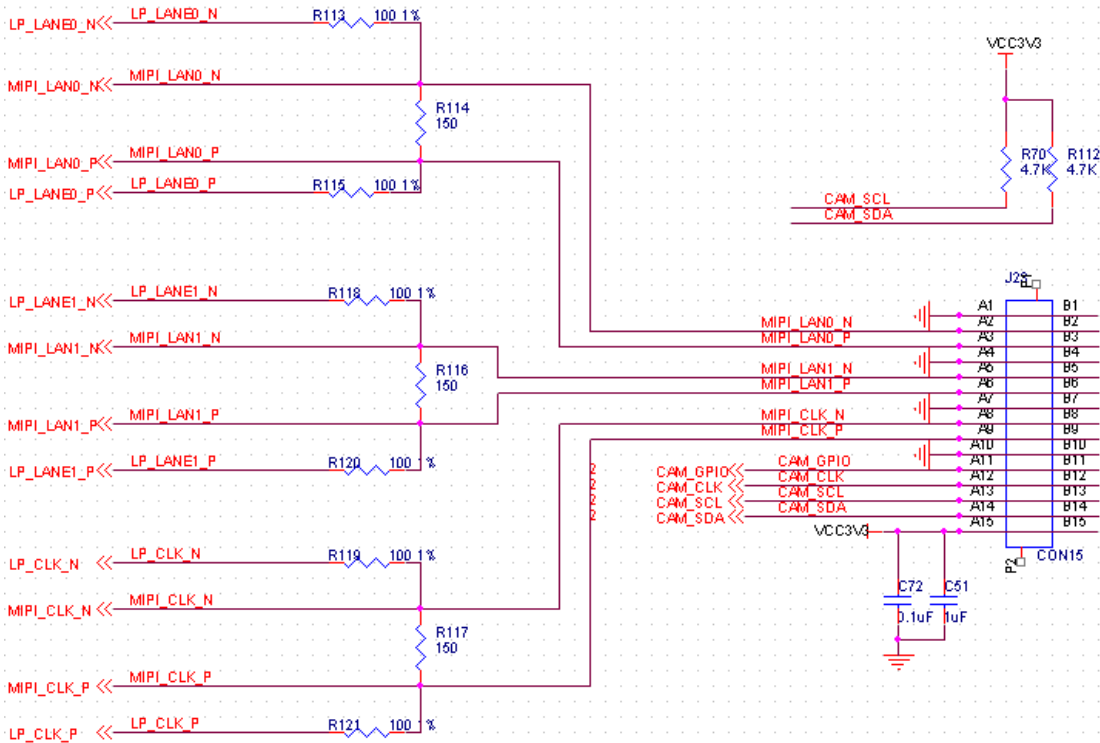 LP_LANE0_N LP_LANE0_N R113 100 1%
VCC3V3
MIPI_LAN0_N MIPI_LAN0_N
R114
150
MIPI_LAN0_P MIPI_LAN0_P
R70 R112
4.7K 4.7K
LP_LANE0_P LP_LANE0_P R115 100 1%
CAM_SCL
CAM_SDA
J29
P1
LP_LANE1_N LP_LANE1_N R118 100 1%
A1 B1
MIPI_LAN0_N A2 B2
MIPI_LAN0_P A3 B3
MIPI_LAN1_N MIPI_LAN1_N
A4 B4
MIPI_LAN1_N A5 B5
R116
150
MIPI_LAN1_P A6 B6
A7 B7
MIPI_LAN1_P MIPI_LAN1_P
MIPI_CLK_N A8 B8
MIPI_CLK_P A9 B9
A10 B10
LP_LANE1_P LP_LANE1_P R120 100 1%
CAM_GPIO CAM_GPIO A11 B11
CAM_CLK CAM_CLK A12 B12
CAM_SCL CAM_SCL A13 B13
CAM_SDA CAM_SDA A14 B14
VCC3V3 A15 B15
LP_CLK_N LP_CLK_N R119 100 1%
P2 CON15
C72 C51
0.1uF 1uF
MIPI_CLK_N MIPI_CLK_N
R117
150
MIPI_CLK_P MIPI_CLK_P
LP_CLK_P LP_CLK_P R121 100 1%